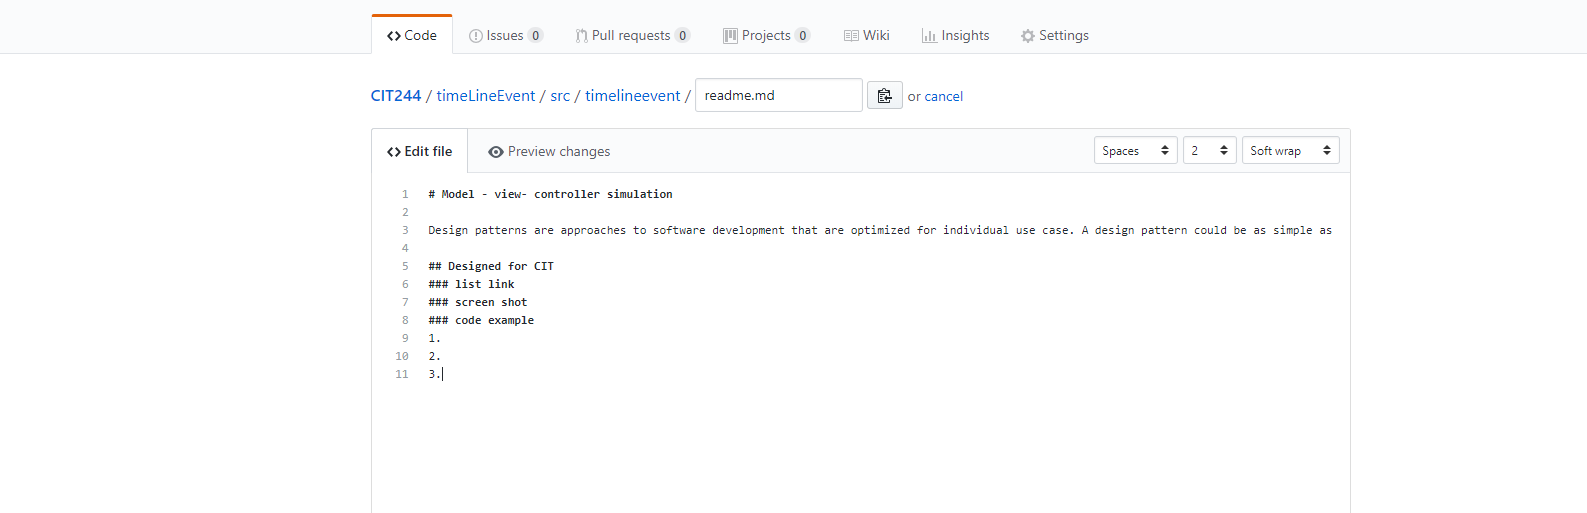 Code Issues 0 Pull requests 0 Projects 0 Wiki Insights Settings
CIT244 / timeLineEvent / src / timelineevent / readme.md or cancel
Edit file Preview changes Spaces 2 Soft wrap
1 # Model - view- controller simulation
2
3 Design patterns are approaches to software development that are optimized for individual use case. A design pattern could be as simple as
4
5 ## Designed for CIT
6 ### list link
7 ### screen shot
8 ### code example
9 1.
10 2.
11 3.